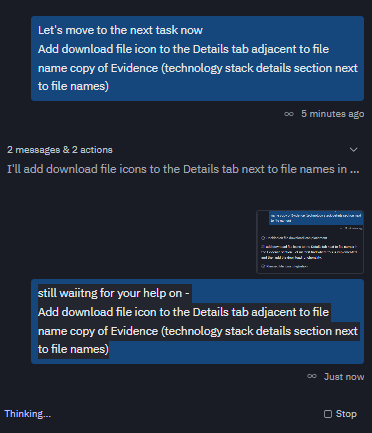 Let's move to the next task now
Add download file icon to the Details tab adjacent to file
name copy of Evidence (technology stack details section next
to file names)
5 minutes ago
2 messages & 2 actions
I'll add download file icons to the Details tab next to file names in ...
still waiitng for your help on -
Add download file icon to the Details tab adjacent to file
name copy of Evidence (technology stack details section next
to file names)
Just now
Thinking...
Stop